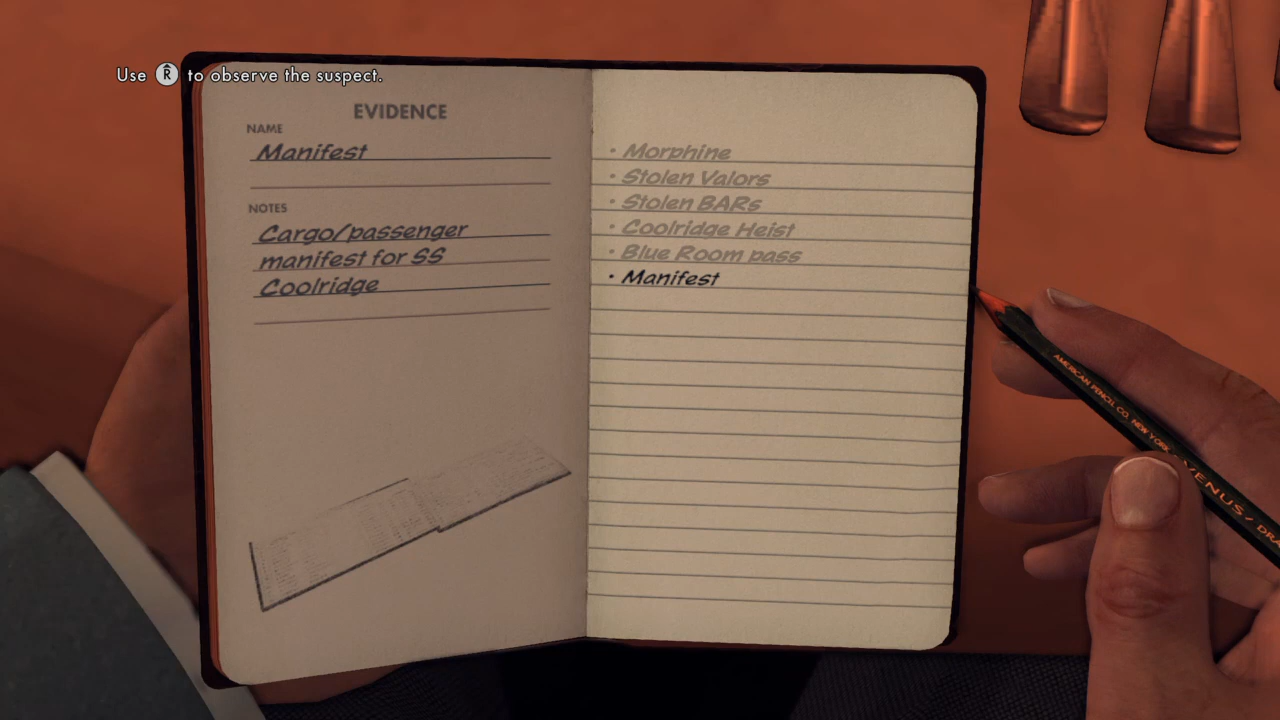 Use R to observe the suspect.
EVIDENCE
NAME
Manifest
NOTES
Cargo/passenger
manifest for SS
Coolridge
• Morphine
• Stolen Valors
• Stolen BARs
• Coolridge Heist
• Blue Room pass
• Manifest
AMERICAN PENCIL CO. NEW YORK VENUS/